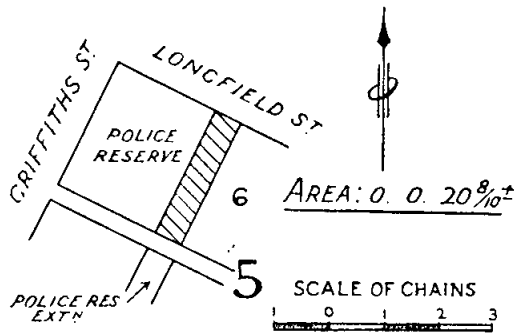 GRIFFITHS ST.
LONGFIELD ST.
POLICE
RESERVE
6
AREA: 0. 0. 20 8/10 ±
5
POLICE RES
EXTN
SCALE OF CHAINS
1 0 1 2 3